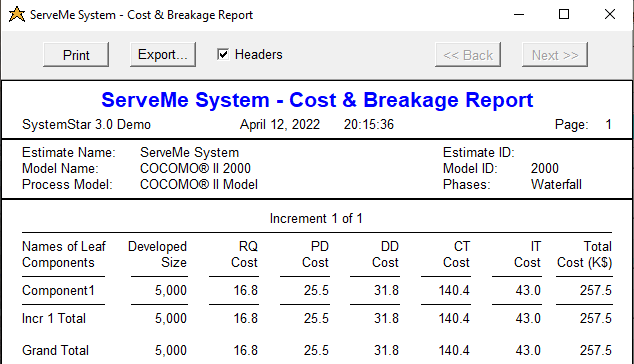 ServeMe System - Cost & Breakage Report
Print Export... Headers << Back Next >>
ServeMe System - Cost & Breakage Report
SystemStar 3.0 Demo April 12, 2022 20:15:36 Page: 1
Estimate Name: ServeMe System Estimate ID:
Model Name: COCOMO® II 2000 Model ID: 2000
Process Model: COCOMO® II Model Phases: Waterfall
Increment 1 of 1
Names of Leaf Developed RQ PD DD CT IT Total
Components Size Cost Cost Cost Cost Cost Cost (K$)
Component1 5,000 16.8 25.5 31.8 140.4 43.0 257.5
Incr 1 Total 5,000 16.8 25.5 31.8 140.4 43.0 257.5
Grand Total 5,000 16.8 25.5 31.8 140.4 43.0 257.5